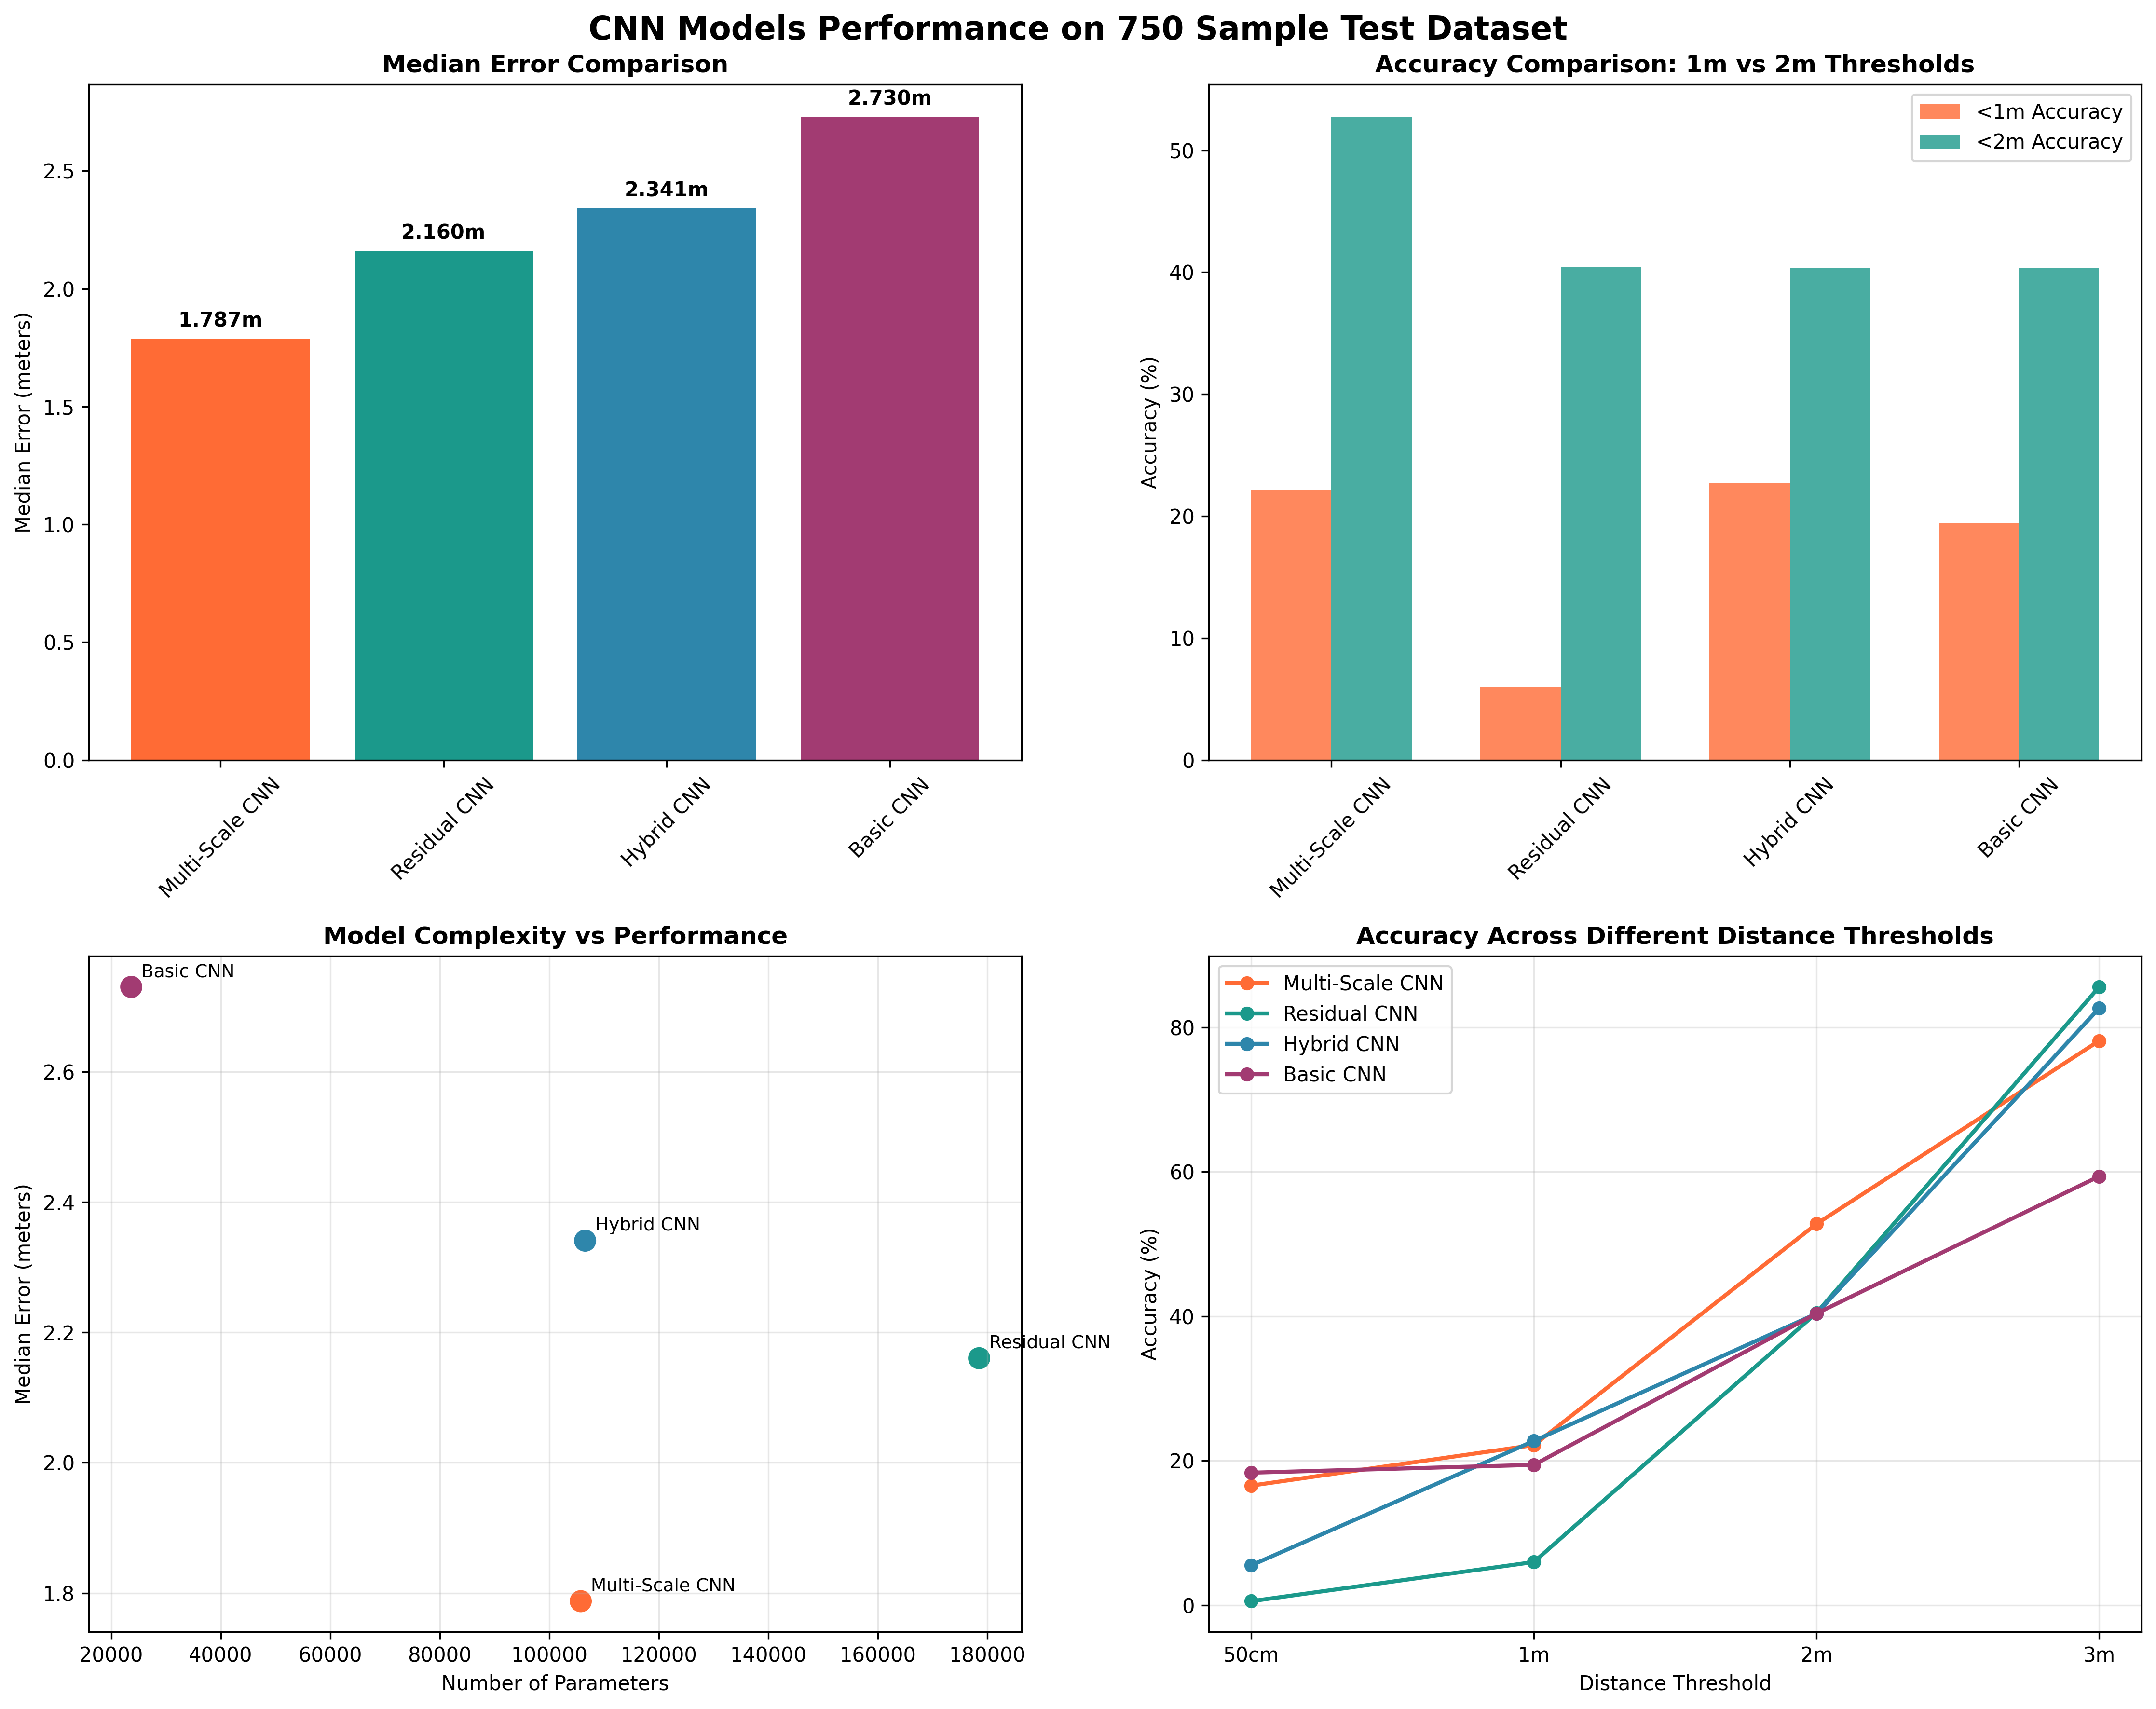 CNN Models Performance on 750 Sample Test Dataset
Median Error Comparison
Median Error (meters)
2.5
2.0
1.5
1.0
0.5
0.0
1.787m
2.160m
2.341m
2.730m
Multi-Scale CNN
Residual CNN
Hybrid CNN
Basic CNN
Accuracy Comparison: 1m vs 2m Thresholds
Accuracy (%)
50
40
30
20
10
0
<1m Accuracy
<2m Accuracy
Multi-Scale CNN
Residual CNN
Hybrid CNN
Basic CNN
Model Complexity vs Performance
Median Error (meters)
2.6
2.4
2.2
2.0
1.8
Basic CNN
Hybrid CNN
Residual CNN
Multi-Scale CNN
20000 40000 60000 80000 100000 120000 140000 160000 180000
Number of Parameters
Accuracy Across Different Distance Thresholds
Accuracy (%)
80
60
40
20
0
Multi-Scale CNN
Residual CNN
Hybrid CNN
Basic CNN
50cm 1m 2m 3m
Distance Threshold